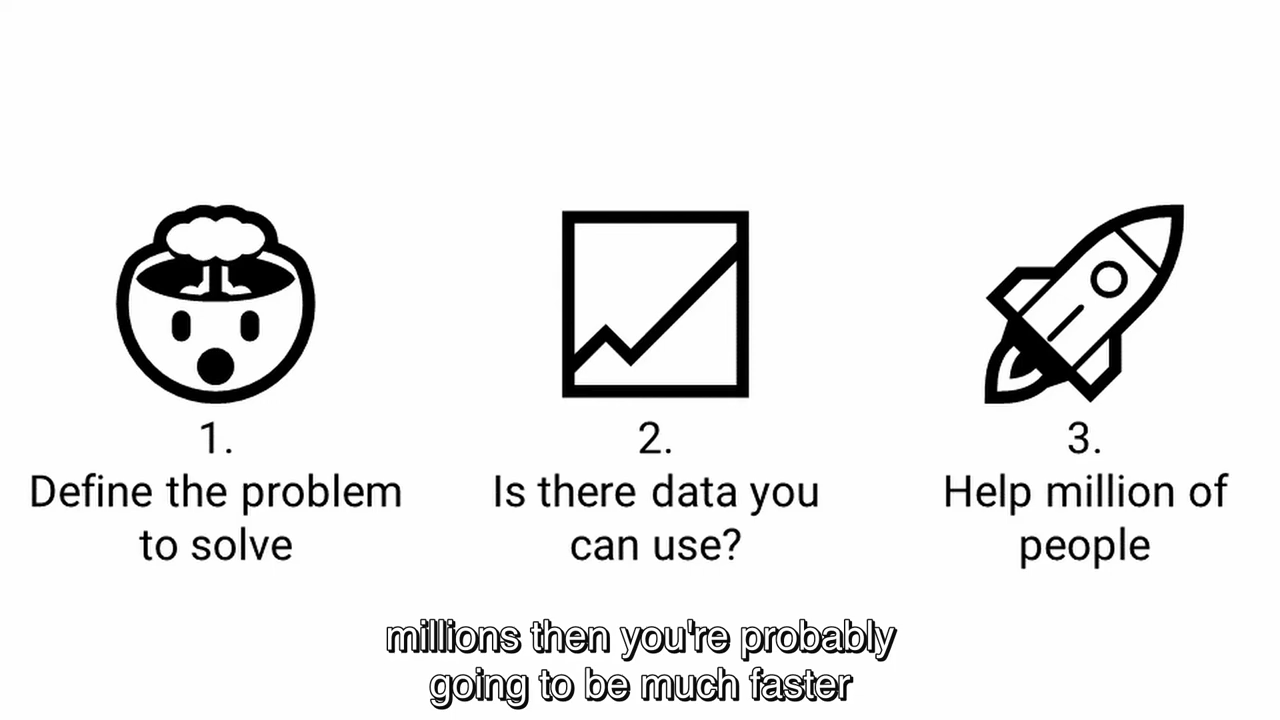 1.
Define the problem
to solve
2.
Is there data you
can use?
3.
Help million of
people
millions then you're probably
going to be much faster